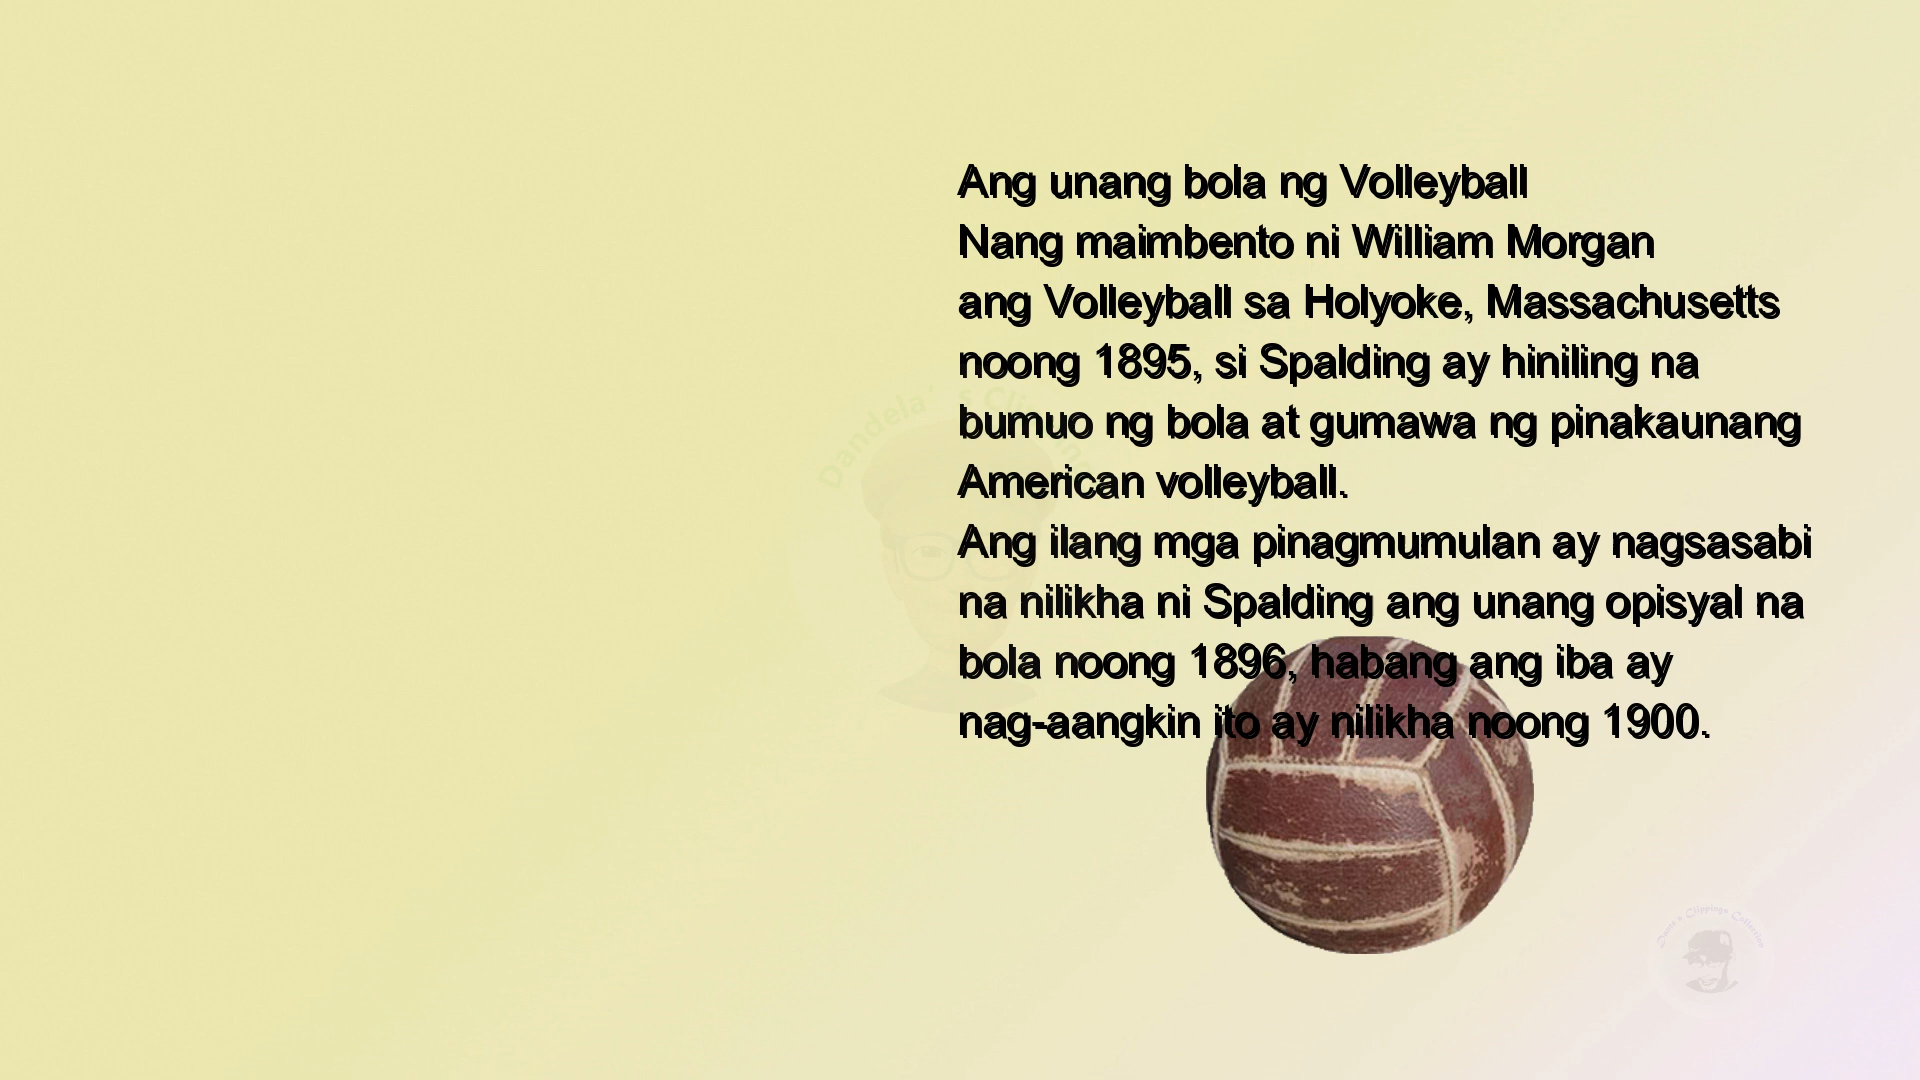 Ang unang bola ng Volleyball
Nang maimbento ni William Morgan
ang Volleyball sa Holyoke, Massachusetts
noong 1895, si Spalding ay hiniling na
bumuo ng bola at gumawa ng pinakaunang
American volleyball.
Ang ilang mga pinagmumulan ay nagsasabi
na nilikha ni Spalding ang unang opisyal na
bola noong 1896, habang ang iba ay
nag-aangkin ito ay nilikha noong 1900.
Dandela's
Clippings Collection